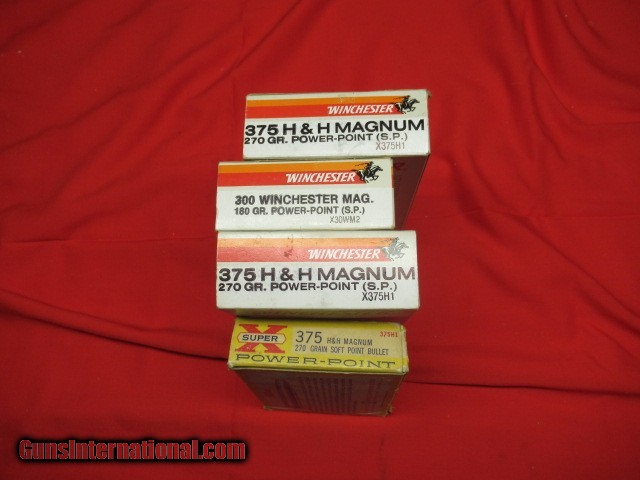 WINCHESTER
375 H & H MAGNUM
270 GR. POWER-POINT (S.P.)
X375H1
WINCHESTER
300 WINCHESTER MAG.
180 GR. POWER-POINT (S.P.)
X30WM2
WINCHESTER
375 H & H MAGNUM
270 GR. POWER-POINT (S.P.)
X375H1
SUPER X
375 H&H MAGNUM
270 GRAIN SOFT POINT BULLET
POWER-POINT
GunsInternational.com